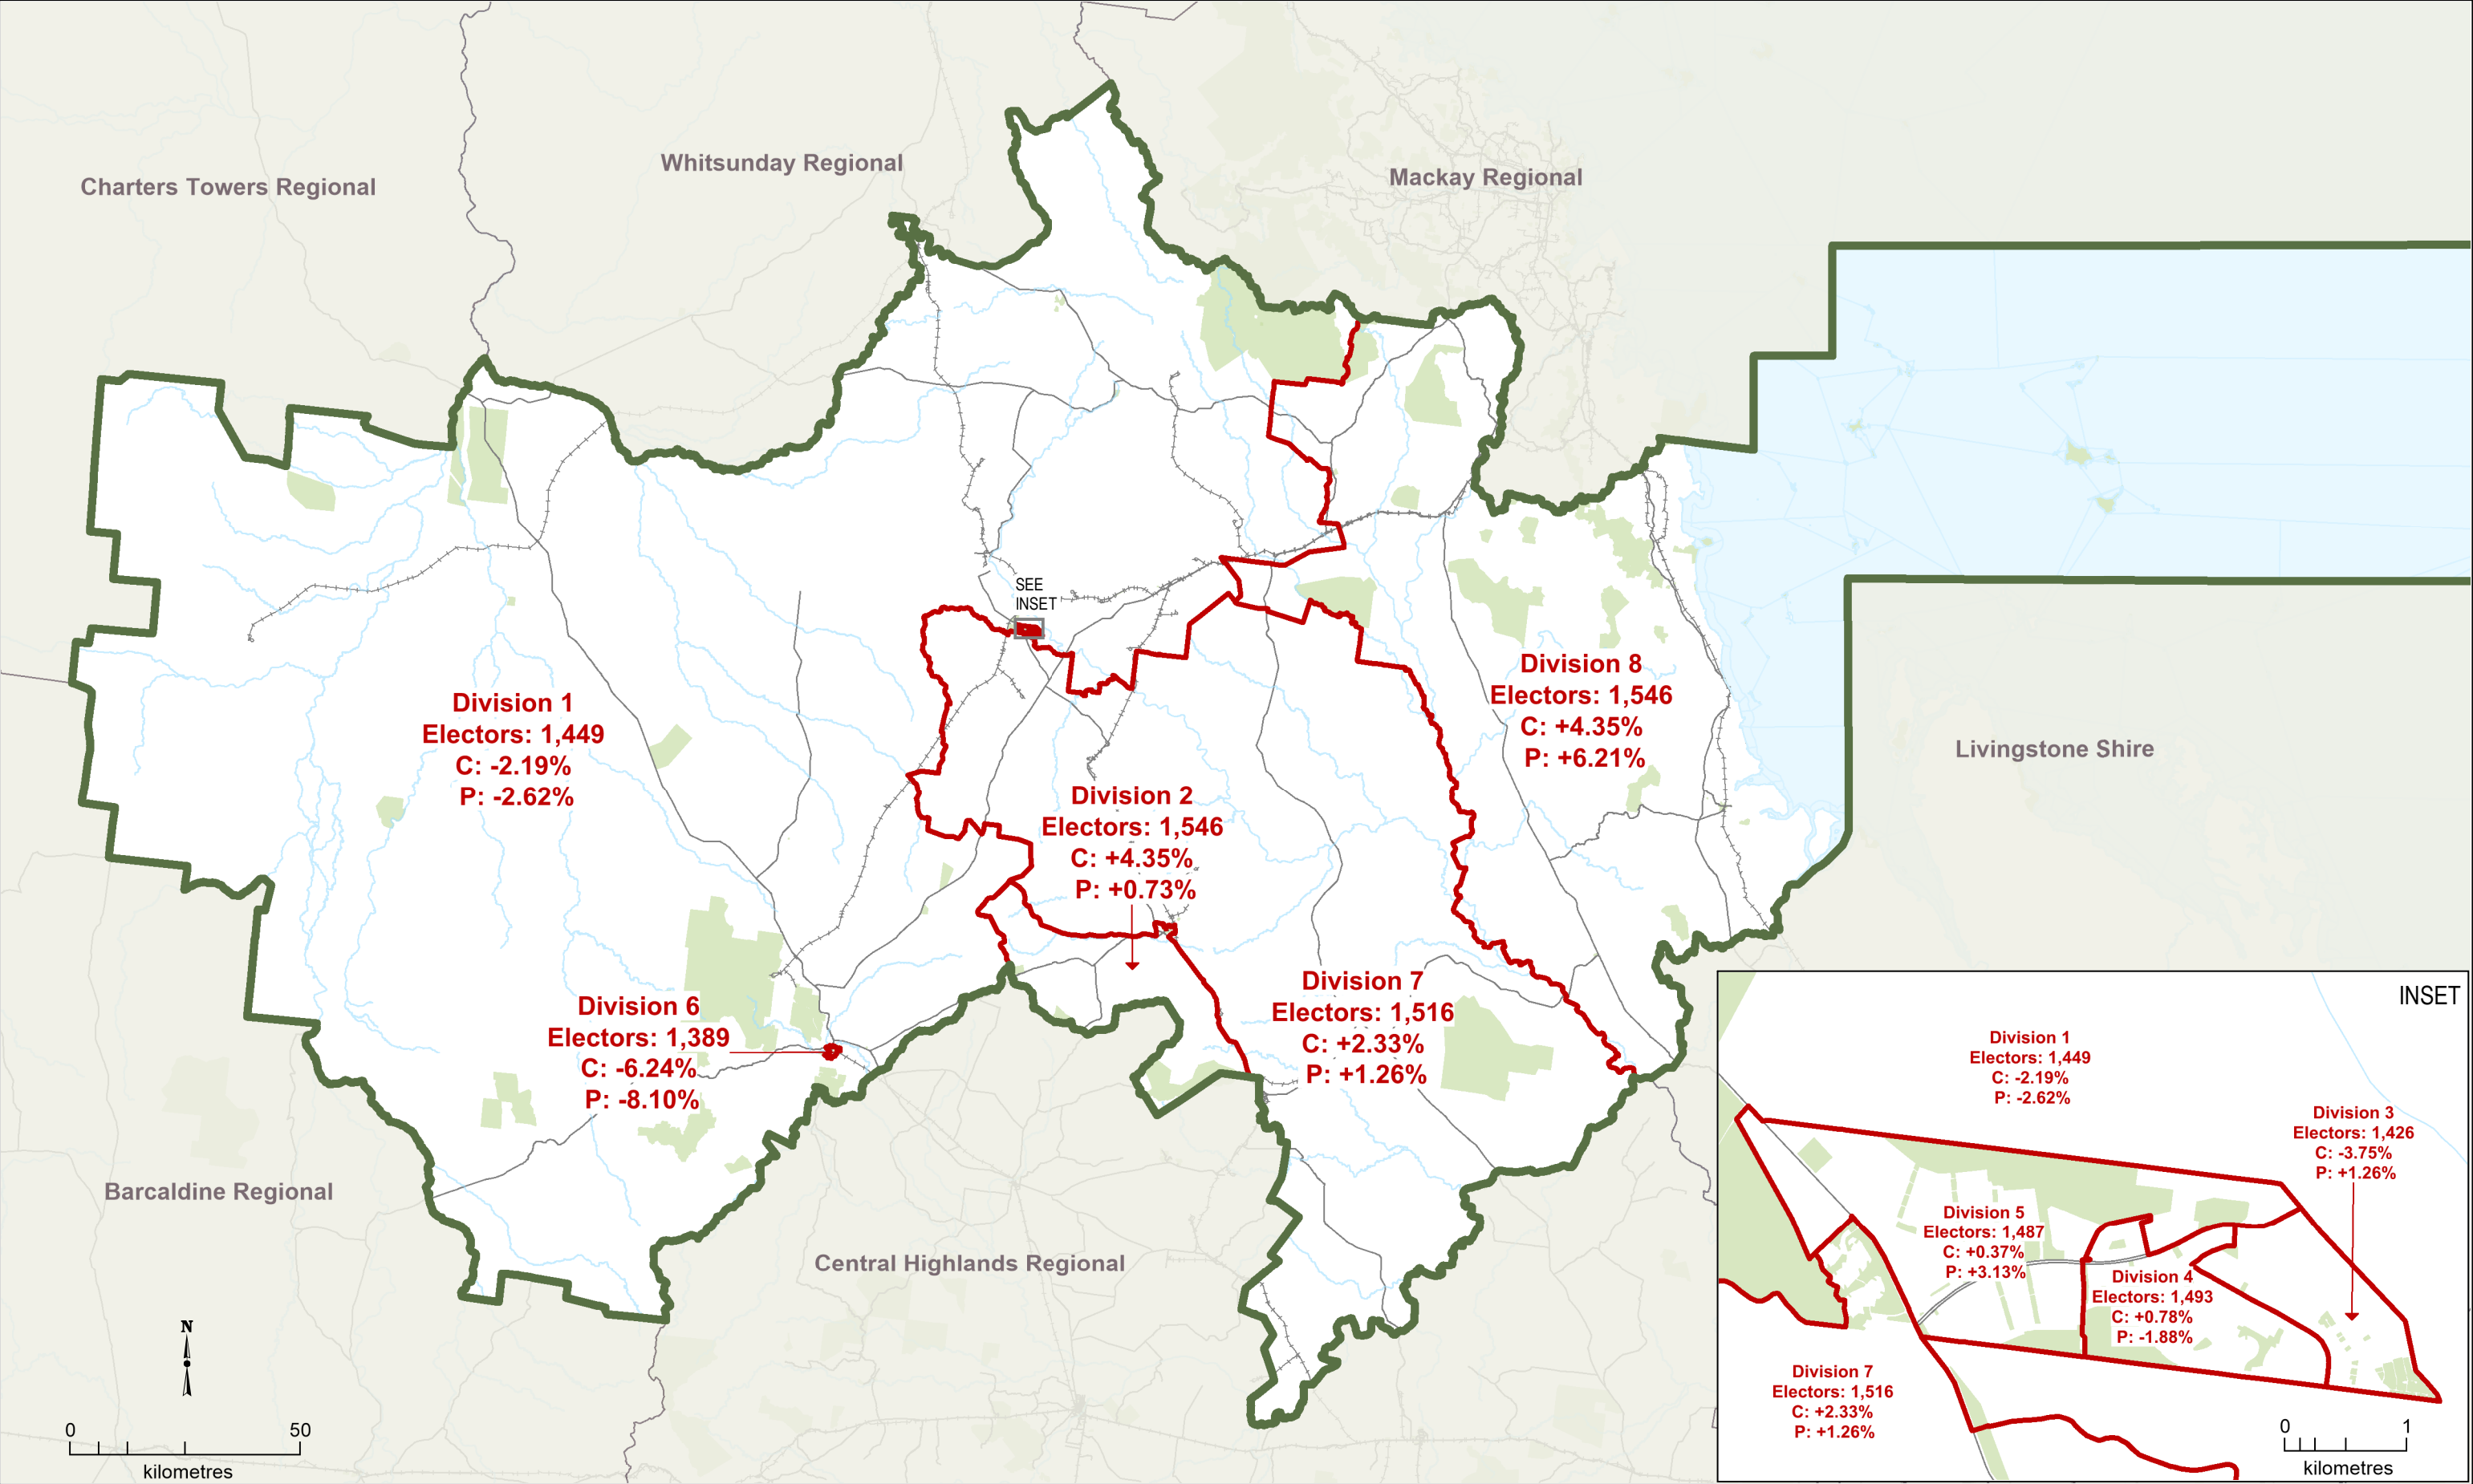 Charters Towers Regional
Whitsunday Regional
Mackay Regional
SEE
INSET
Division 1
Electors: 1,449
C: -2.19%
P: -2.62%
Division 8
Electors: 1,546
C: +4.35%
P: +6.21%
Livingstone Shire
Division 2
Electors: 1,546
C: +4.35%
P: +0.73%
Division 6
Electors: 1,389
C: -6.24%
P: -8.10%
Division 7
Electors: 1,516
C: +2.33%
P: +1.26%
Barcaldine Regional
Central Highlands Regional
N
0 50
kilometres
INSET
Division 1
Electors: 1,449
C: -2.19%
P: -2.62%
Division 3
Electors: 1,426
C: -3.75%
P: +1.26%
Division 5
Electors: 1,487
C: +0.37%
P: +3.13%
Division 4
Electors: 1,493
C: +0.78%
P: -1.88%
Division 7
Electors: 1,516
C: +2.33%
P: +1.26%
0 1
kilometres